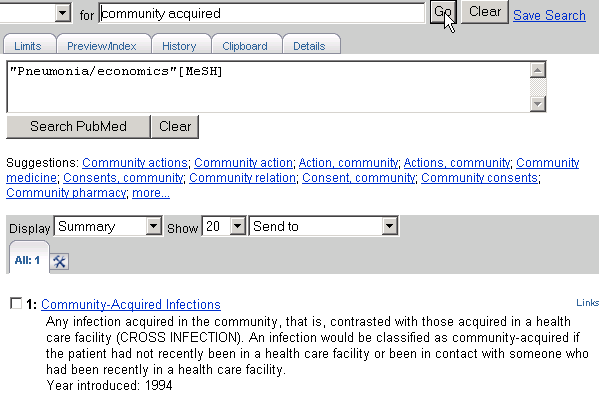 for community acquired Go Clear Save Search
Limits Preview/Index History Clipboard Details
"Pneumonia/economics"[MeSH]
Search PubMed Clear
Suggestions: Community actions; Community action; Action, community; Actions, community; Community
medicine; Consents, community; Community relation; Consent, community; Community consents;
Community pharmacy; more...
Display Summary Show 20 Send to
All: 1
1: Community-Acquired Infections Links
Any infection acquired in the community, that is, contrasted with those acquired in a health
care facility (CROSS INFECTION). An infection would be classified as community-acquired if
the patient had not recently been in a health care facility or been in contact with someone who
had been recently in a health care facility.
Year introduced: 1994